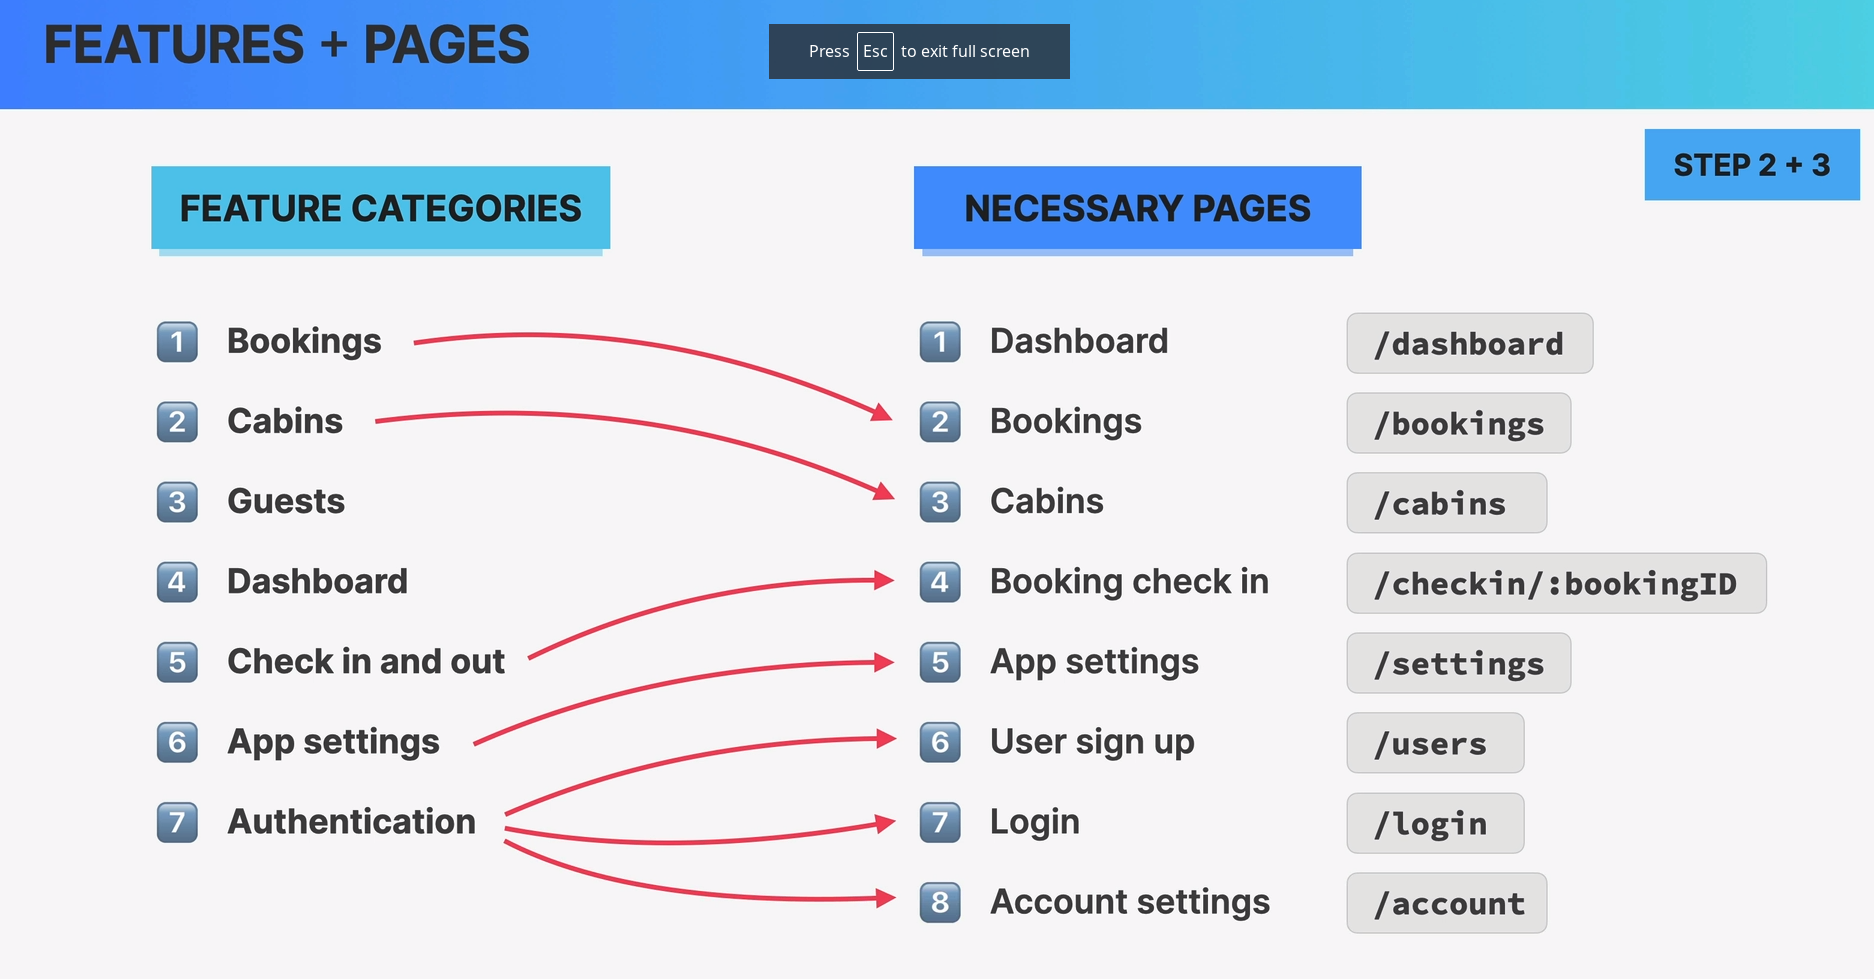 FEATURES + PAGES
Press Esc to exit full screen
STEP 2 + 3
FEATURE CATEGORIES
1 Bookings
2 Cabins
3 Guests
4 Dashboard
5 Check in and out
6 App settings
7 Authentication
NECESSARY PAGES
1 Dashboard /dashboard
2 Bookings /bookings
3 Cabins /cabins
4 Booking check in /checkin/:bookingID
5 App settings /settings
6 User sign up /users
7 Login /login
8 Account settings /account